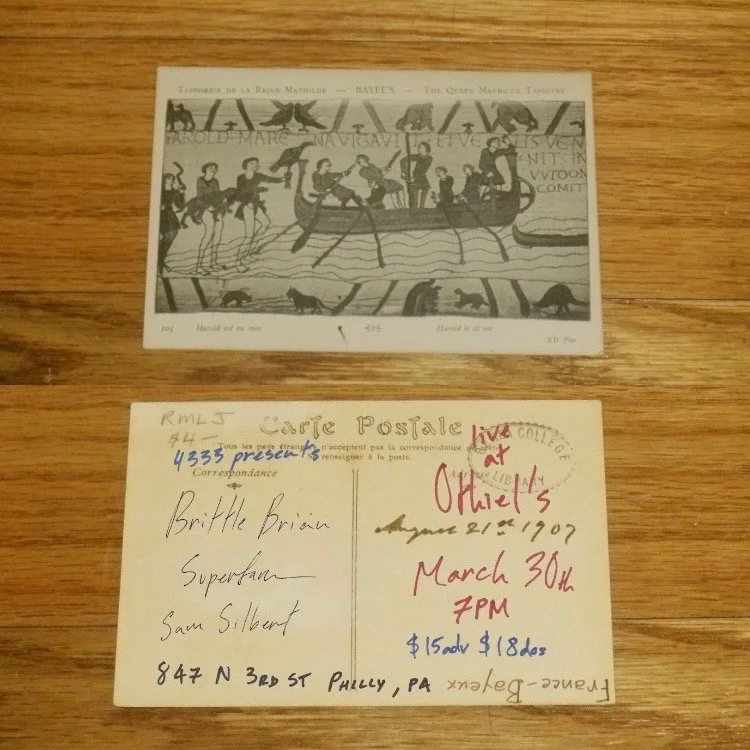 TAPISSERIE DE LA REINE MATHILDE — BAYEUX — THE QUEEN MATHILDA TAPESTRY
HAROLD: MARE NAVIGAVIT
NIT IN
COMIT
Harold est en mer
Harold is at sea
ND Phot
RMLJ
$4—
Carte Postale
Tous les pays étrangers n'acceptent pas la correspondance
renseigner à la poste.
4333 presents
Correspondance
Adresse
COLLEGE
LIBRARY
live
at
Othiel's
Brittle Brian
August 21st 1907
Superfan
March 30th
Sam Silbert
7PM
$15adv $18dos
847 N 3RD ST PHILLY, PA
France-Bayeux